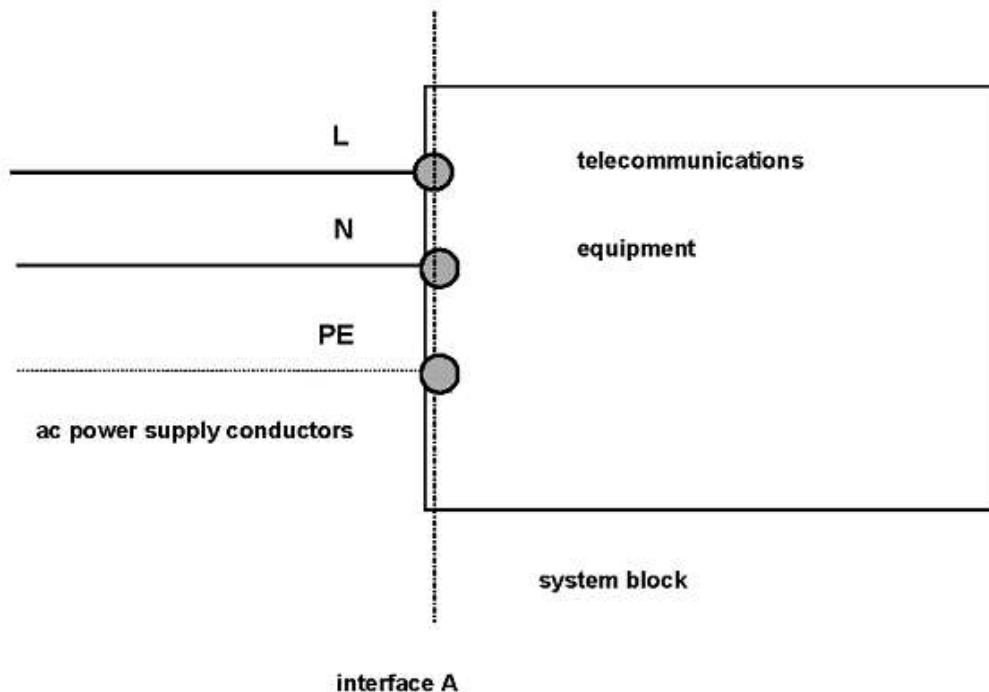 L
telecommunications
N
equipment
PE
ac power supply conductors
system block
interface A